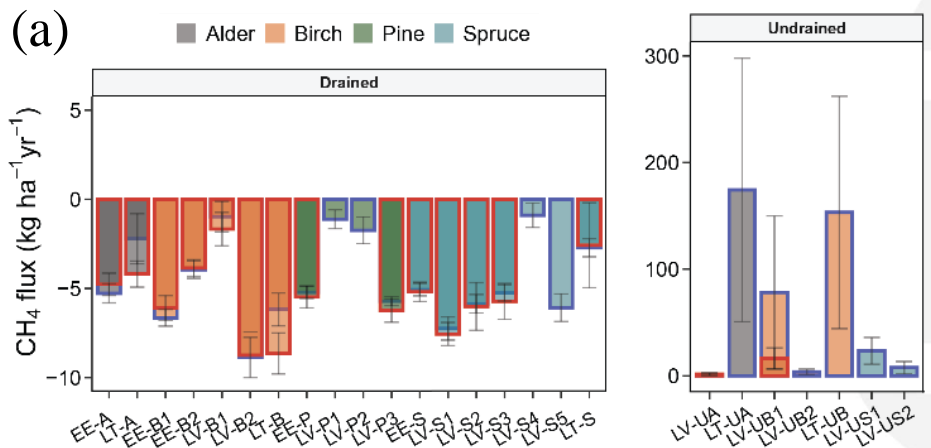 (a)
Alder Birch Pine Spruce
Drained
Undrained
CH4 flux (kg ha−1yr−1)
5
0
−5
−10
300
200
100
0
EE-A LT-A EE-B1 EE-B2 LV-B1 LV-B2 LT-B EE-P LV-P1 LV-P2 LV-P3 EE-S LV-S1 LV-S2 LV-S3 LV-S4 LV-S5 LT-S
LV-UA LT-UA LV-UB1 LV-UB2 LT-UB LV-US1 LV-US2